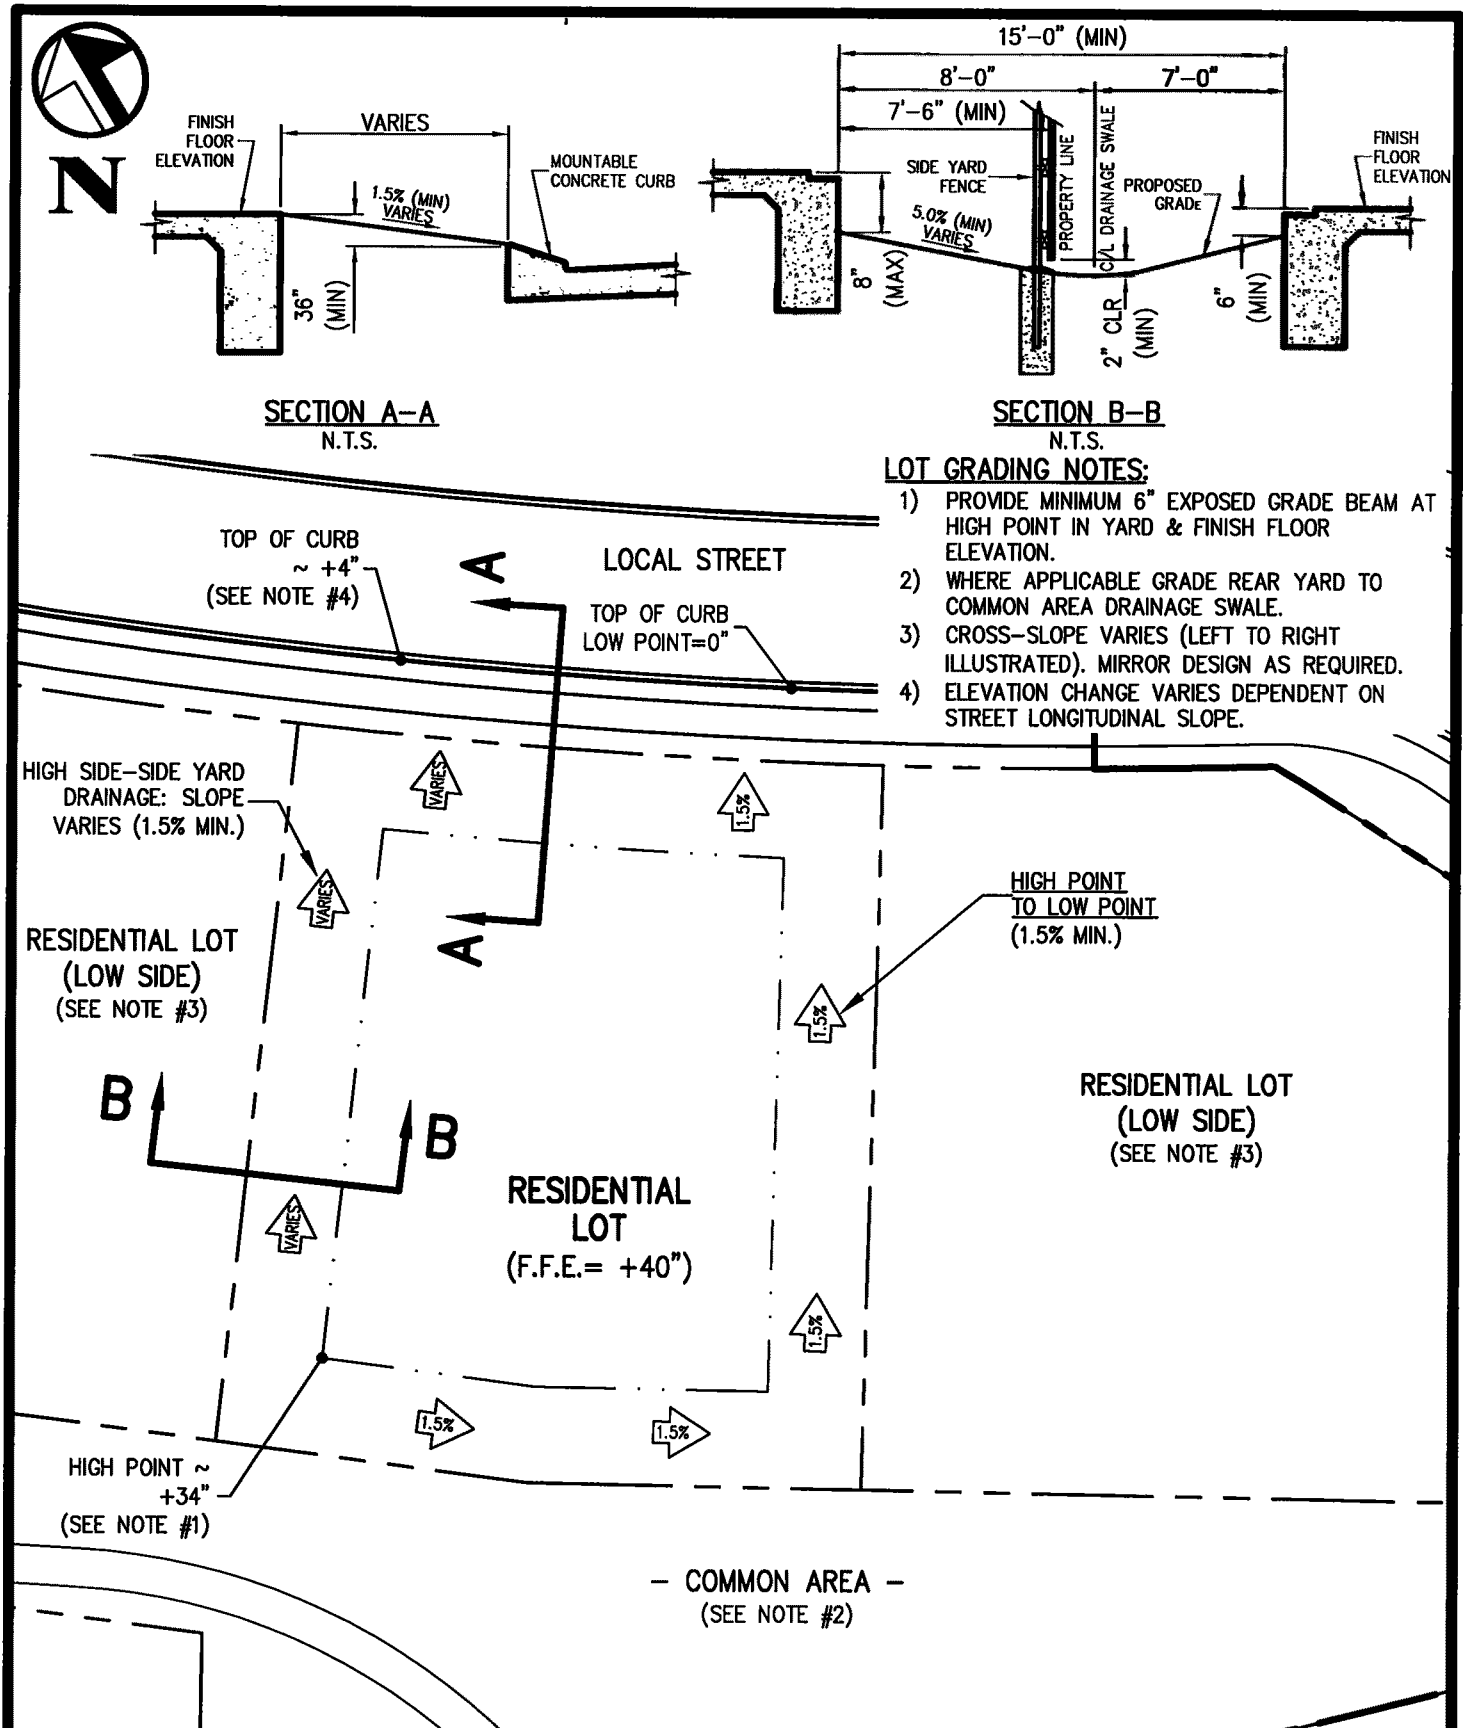 N
FINISH
FLOOR
ELEVATION
VARIES
1.5% (MIN)
VARIES
MOUNTABLE
CONCRETE CURB
36"
(MIN)
SECTION A-A
N.T.S.
15'-0" (MIN)
8'-0"
7'-0"
7'-6" (MIN)
SIDE YARD
FENCE
PROPERTY LINE
C/L DRAINAGE SWALE
PROPOSED
GRADE
FINISH
FLOOR
ELEVATION
5.0% (MIN)
VARIES
8"
(MAX)
2" CLR
(MIN)
6"
(MIN)
SECTION B-B
N.T.S.
LOT GRADING NOTES:
1) PROVIDE MINIMUM 6" EXPOSED GRADE BEAM AT
HIGH POINT IN YARD & FINISH FLOOR
ELEVATION.
2) WHERE APPLICABLE GRADE REAR YARD TO
COMMON AREA DRAINAGE SWALE.
3) CROSS-SLOPE VARIES (LEFT TO RIGHT
ILLUSTRATED). MIRROR DESIGN AS REQUIRED.
4) ELEVATION CHANGE VARIES DEPENDENT ON
STREET LONGITUDINAL SLOPE.
TOP OF CURB
~ +4"
(SEE NOTE #4)
A
LOCAL STREET
TOP OF CURB
LOW POINT=0"
HIGH SIDE-SIDE YARD
DRAINAGE: SLOPE
VARIES (1.5% MIN.)
VARIES
1.5%
VARIES
HIGH POINT
TO LOW POINT
(1.5% MIN.)
A
RESIDENTIAL LOT
(LOW SIDE)
(SEE NOTE #3)
1.5%
B
B
RESIDENTIAL LOT
(LOW SIDE)
(SEE NOTE #3)
VARIES
RESIDENTIAL
LOT
(F.F.E.= +40")
1.5%
1.5%
1.5%
HIGH POINT ~
+34"
(SEE NOTE #1)
- COMMON AREA -
(SEE NOTE #2)